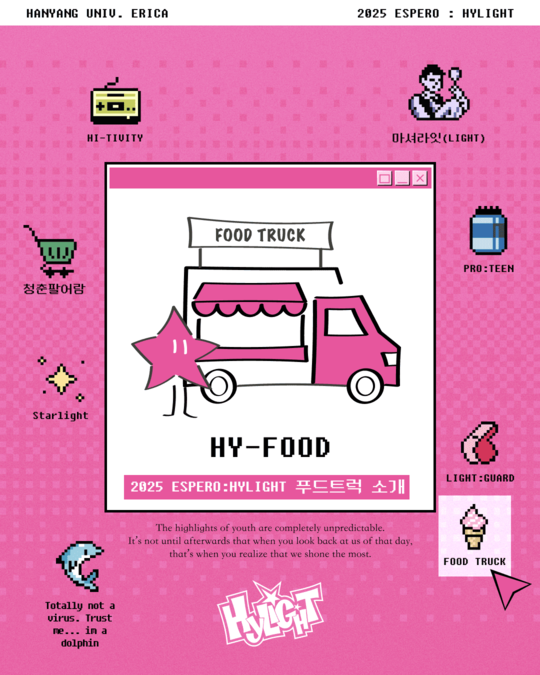 HANYANG UNIV. ERICA
2025 ESPERO : HYLIGHT
HI-TIVITY
마셔라잇(LIGHT)
FOOD TRUCK
PRO:TEEN
청춘팔어람
Starlight
HY-FOOD
2025 ESPERO:HYLIGHT 푸드트럭 소개
LIGHT:GUARD
The highlights of youth are completely unpredictable.
It's not until afterwards that when you look back at us of that day,
that's when you realize that we shone the most.
FOOD TRUCK
HyLIGHT
Totally not a
virus. Trust
me... im a
dolphin